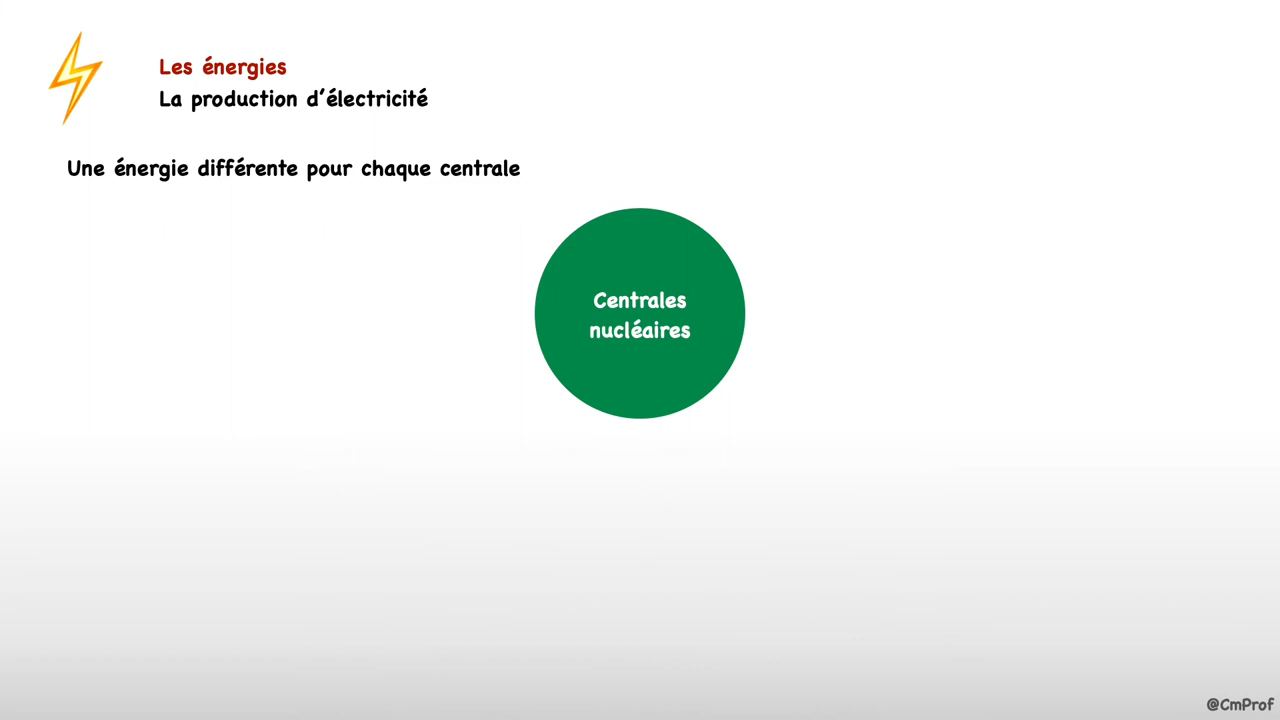 Les énergies
La production d'électricité
Une énergie différente pour chaque centrale
Centrales
nucléaires
@CmProf